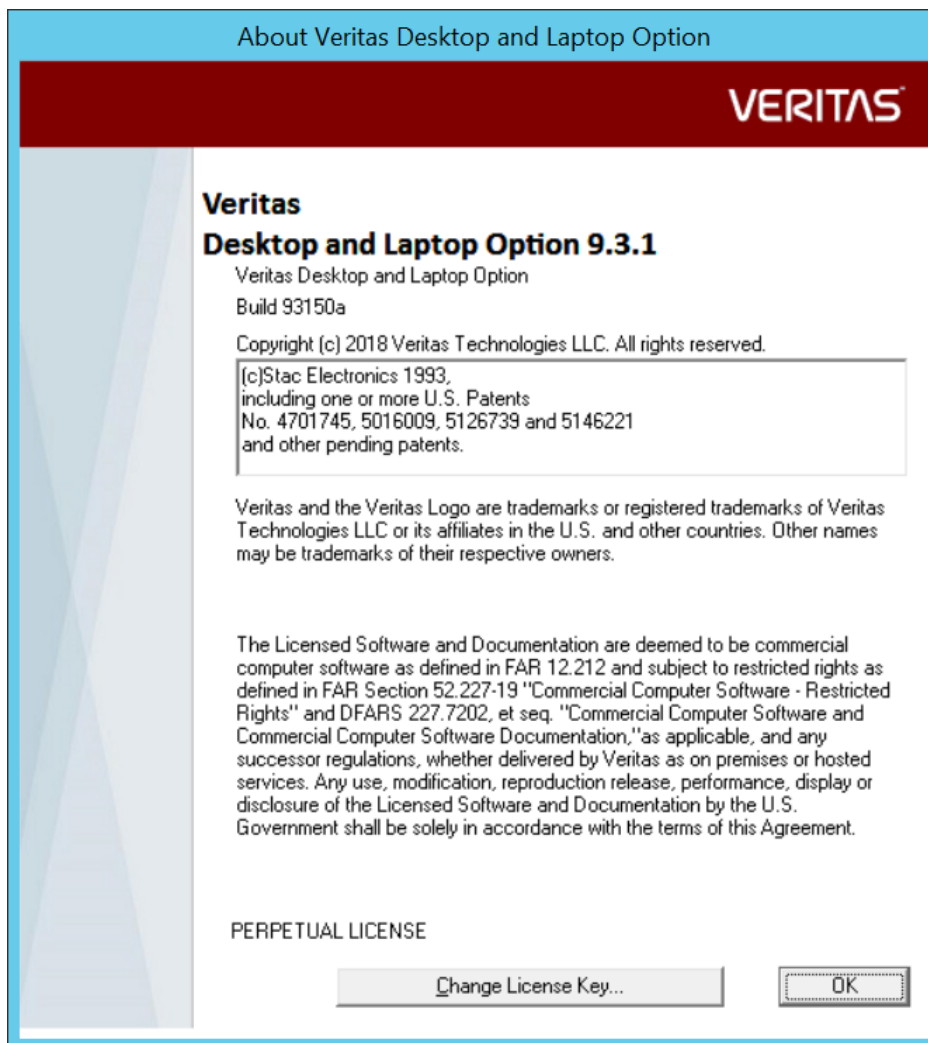 About Veritas Desktop and Laptop Option
VERITAS
Veritas
Desktop and Laptop Option 9.3.1
Veritas Desktop and Laptop Option
Build 93150a
Copyright (c) 2018 Veritas Technologies LLC. All rights reserved.
(c)Stac Electronics 1993,
including one or more U.S. Patents
No. 4701745, 5016009, 5126739 and 5146221
and other pending patents.
Veritas and the Veritas Logo are trademarks or registered trademarks of Veritas
Technologies LLC or its affiliates in the U.S. and other countries. Other names
may be trademarks of their respective owners.
The Licensed Software and Documentation are deemed to be commercial
computer software as defined in FAR 12.212 and subject to restricted rights as
defined in FAR Section 52.227-19 "Commercial Computer Software - Restricted
Rights" and DFARS 227.7202, et seq. "Commercial Computer Software and
Commercial Computer Software Documentation,"as applicable, and any
successor regulations, whether delivered by Veritas as on premises or hosted
services. Any use, modification, reproduction release, performance, display or
disclosure of the Licensed Software and Documentation by the U.S.
Government shall be solely in accordance with the terms of this Agreement.
PERPETUAL LICENSE
Change License Key...
OK